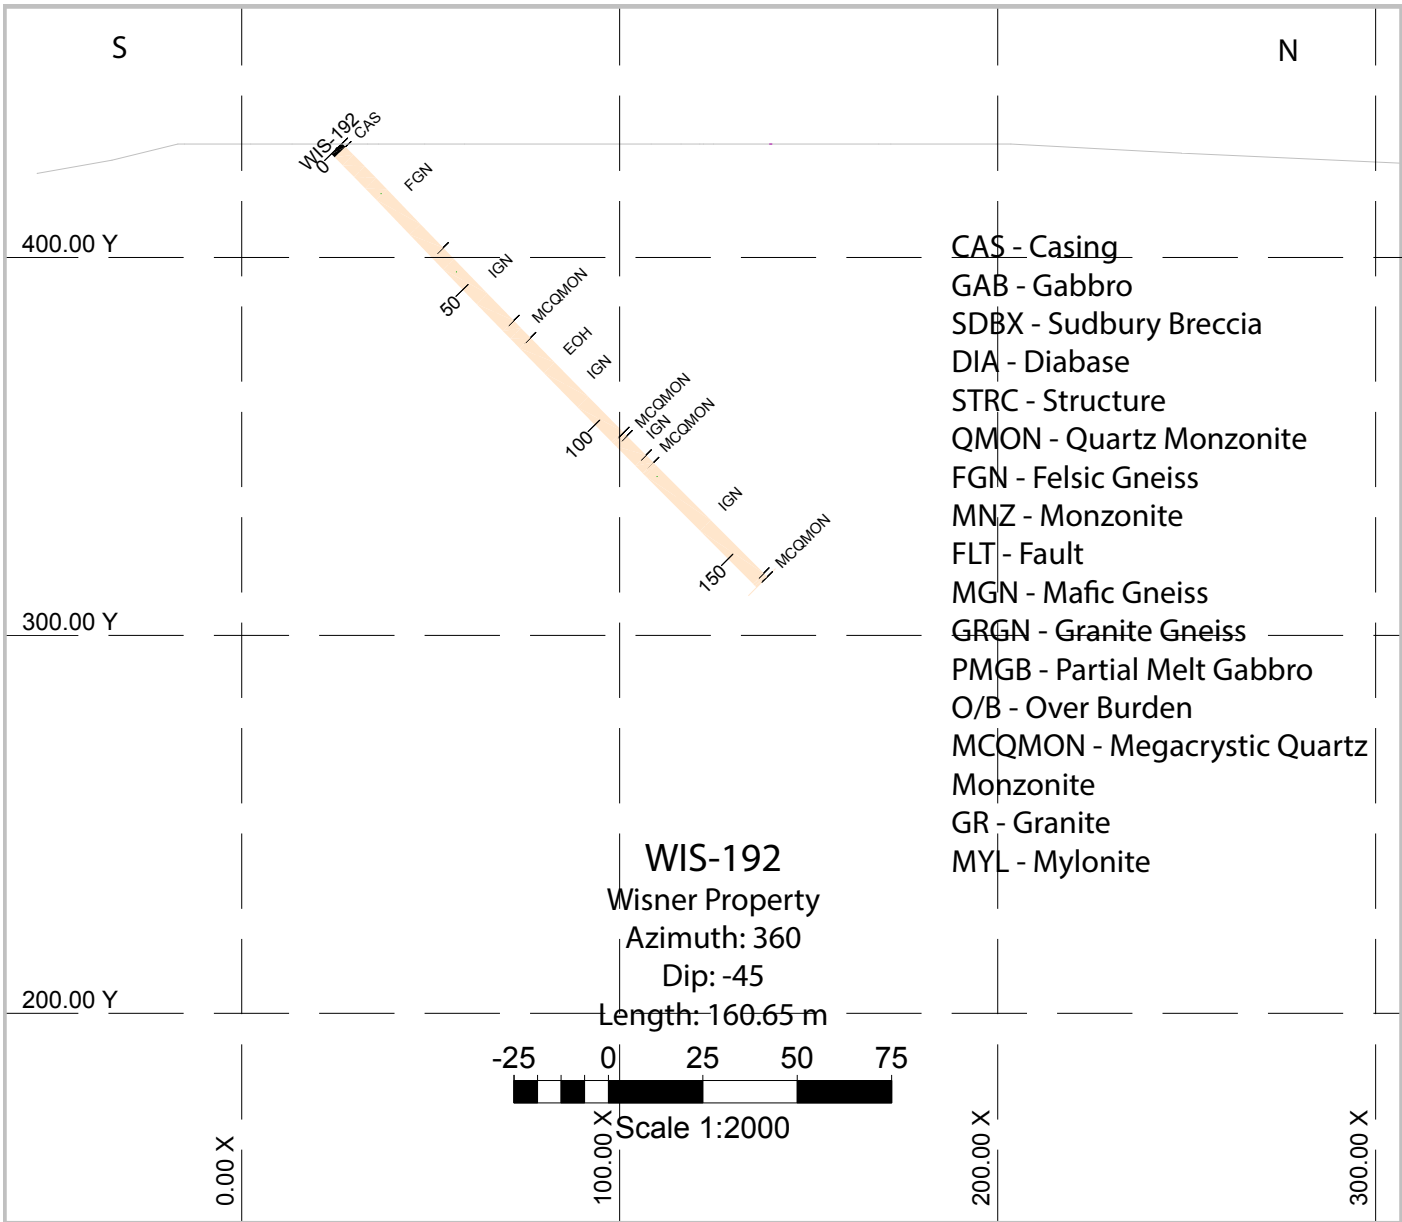 S
N
WIS-192
CAS
0
FGN
400.00 Y
IGN
50
MCQMON
EOH
IGN
MCQMON
IGN
MCQMON
100
IGN
MCQMON
150
CAS - Casing
GAB - Gabbro
SDBX - Sudbury Breccia
DIA - Diabase
STRC - Structure
QMON - Quartz Monzonite
FGN - Felsic Gneiss
MNZ - Monzonite
FLT - Fault
MGN - Mafic Gneiss
GRGN - Granite Gneiss
PMGB - Partial Melt Gabbro
O/B - Over Burden
MCQMON - Megacrystic Quartz
Monzonite
GR - Granite
MYL - Mylonite
300.00 Y
WIS-192
Wisner Property
Azimuth: 360
Dip: -45
Length: 160.65 m
200.00 Y
-25 0 25 50 75
Scale 1:2000
0.00 X
100.00 X
200.00 X
300.00 X